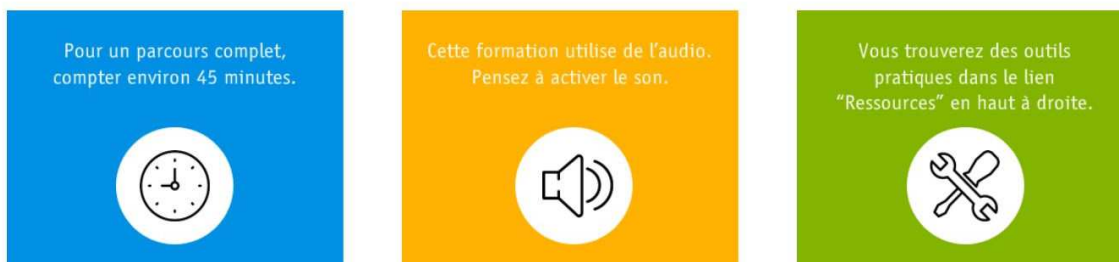 Pour un parcours complet,
compter environ 45 minutes.
Cette formation utilise de l'audio.
Pensez à activer le son.
Vous trouverez des outils
pratiques dans le lien
“Ressources” en haut à droite.